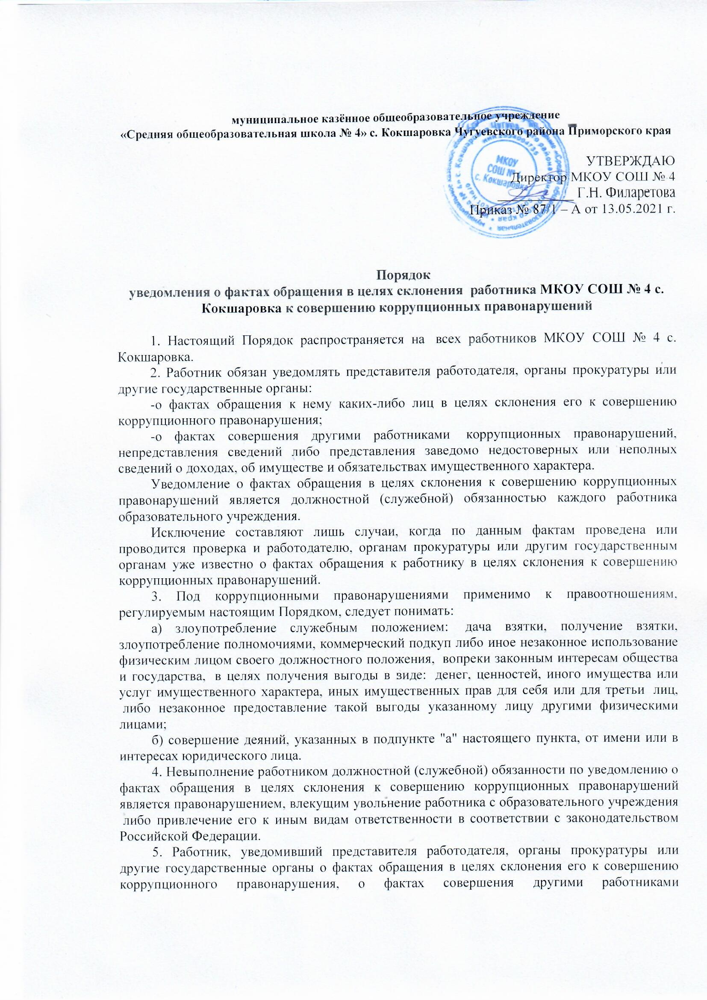 муниципальное казённое общеобразовательное учреждение
«Средняя общеобразовательная школа № 4» с. Кокшаровка Чугуевского района Приморского края
УТВЕРЖДАЮ
Директор МКОУ СОШ № 4
____________ Г.Н. Филаретова
Приказ № 87/1 – А от 13.05.2021 г.
МКОУ
СОШ № 4
с. Кокшаровка
Порядок
уведомления о фактах обращения в целях склонения работника МКОУ СОШ № 4 с.
Кокшаровка к совершению коррупционных правонарушений
1. Настоящий Порядок распространяется на всех работников МКОУ СОШ № 4 с.
Кокшаровка.
2. Работник обязан уведомлять представителя работодателя, органы прокуратуры или
другие государственные органы:
-о фактах обращения к нему каких-либо лиц в целях склонения его к совершению
коррупционного правонарушения;
-о фактах совершения другими работниками коррупционных правонарушений,
непредставления сведений либо представления заведомо недостоверных или неполных
сведений о доходах, об имуществе и обязательствах имущественного характера.
Уведомление о фактах обращения в целях склонения к совершению коррупционных
правонарушений является должностной (служебной) обязанностью каждого работника
образовательного учреждения.
Исключение составляют лишь случаи, когда по данным фактам проведена или
проводится проверка и работодателю, органам прокуратуры или другим государственным
органам уже известно о фактах обращения к работнику в целях склонения к совершению
коррупционных правонарушений.
3. Под коррупционными правонарушениями применимо к правоотношениям,
регулируемым настоящим Порядком, следует понимать:
а) злоупотребление служебным положением: дача взятки, получение взятки,
злоупотребление полномочиями, коммерческий подкуп либо иное незаконное использование
физическим лицом своего должностного положения, вопреки законным интересам общества
и государства, в целях получения выгоды в зиде: денег, ценностей, иного имущества или
услуг имущественного характера, иных имущественных прав для себя или для третьи лиц,
либо незаконное предоставление такой выгоды указанному лицу другими физическими
лицами;
б) совершение деяний, указанных в подпункте "а" настоящего пункта, от имени или в
интересах юридического лица.
4. Невыполнение работником должностной (служебной) обязанности по уведомлению о
фактах обращения в целях склонения к совершению коррупционных правонарушений
является правонарушением, влекущим увольнение работника с образовательного учреждения
либо привлечение его к иным видам ответственности в соответствии с законодательством
Российской Федерации.
5. Работник, уведомивший представителя работодателя, органы прокуратуры или
другие государственные органы о фактах обращения в целях склонения его к совершению
коррупционного правонарушения, о фактах совершения другими работниками